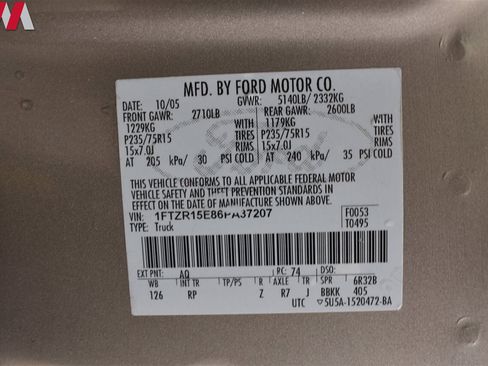 MFD. BY FORD MOTOR CO.
DATE: 10/05 GVWR: 5140LB/ 2332KG
FRONT GAWR: 2710LB REAR GAWR: 2600LB
1229KG WITH 1179KG WITH
P235/75R15 TIRES P235/75R15 TIRES
15x7.0J RIMS 15x7.0J RIMS
AT 205 kPa/ 30 PSI COLD AT 240 kPa/ 35 PSI COLD
THIS VEHICLE CONFORMS TO ALL APPLICABLE FEDERAL MOTOR
VEHICLE SAFETY AND THEFT PREVENTION STANDARDS IN
EFFECT ON THE DATE OF MANUFACTURE SHOWN ABOVE.
VIN: 1FTZR15E86PA37207 F0053
TYPE: Truck T0495
EXT PNT: AQ RC: 74 DSO:
WB INT TR TP/PS R AXLE TR SPR 6R32B
126 RP Z R7 J BBKK 405
UTC 5U5A-1520472-BA